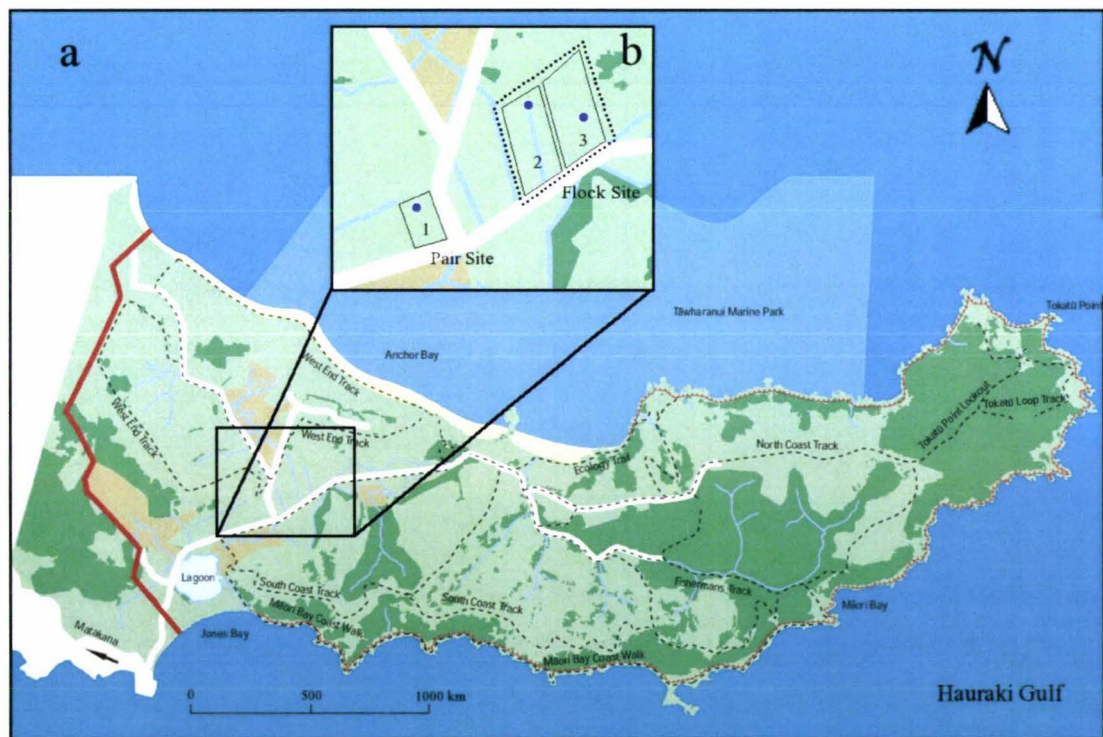 a
b
N
1
2
3
Pair Site
Flock Site
Tāwharanui Marine Park
Tokatū Point
Anchor Bay
West End Track
West End Track
West End Track
Ecology Trail
North Coast Track
Tokatū Point Lookout
Tokatū Loop Track
Lagoon
South Coast Track
South Coast Track
Fishermans Track
Māori Bay
Māori Bay Coast Walk
Māori Bay Coast Walk
Jones Bay
Matakana
0 500 1000 km
Hauraki Gulf